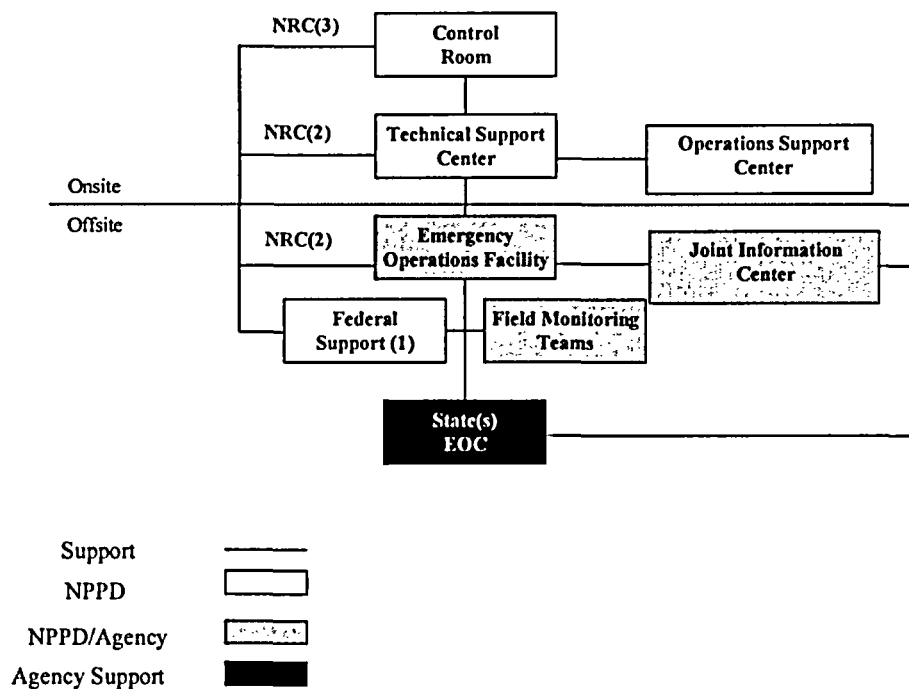 NRC(3)
Control
Room
NRC(2)
Technical Support
Center
Operations Support
Center
Onsite
Offsite
NRC(2)
Emergency
Operations Facility
Joint Information
Center
Federal
Support (1)
Field Monitoring
Teams
State(s)
EOC
Support
NPPD
NPPD/Agency
Agency Support